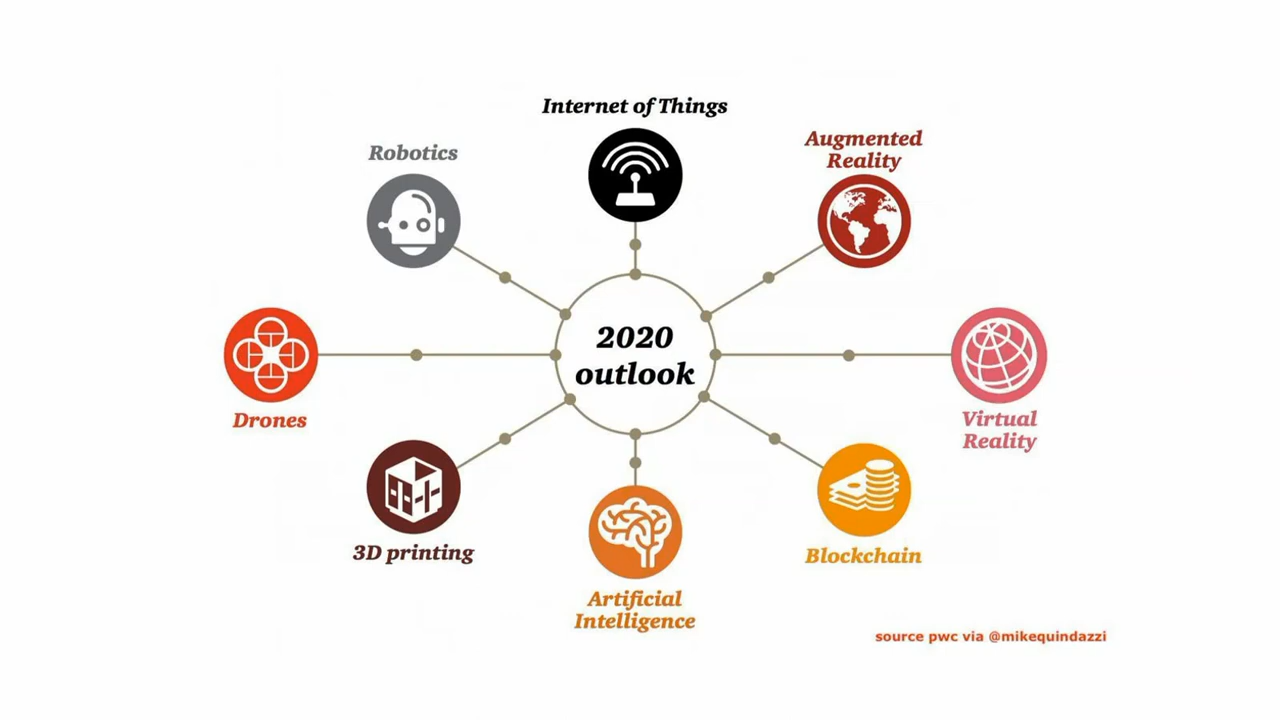 Internet of Things
Augmented
Reality
Robotics
2020
outlook
Drones
Virtual
Reality
3D printing
Blockchain
Artificial
Intelligence
source pwc via @mikequindazzi